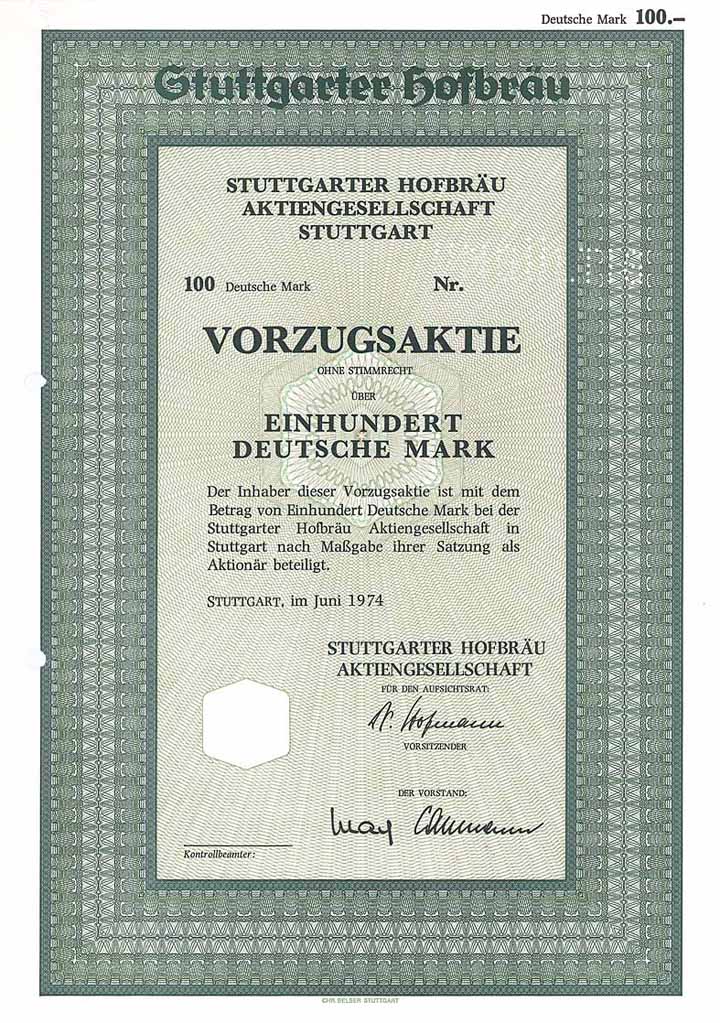 Deutsche Mark 100.–
Stuttgarter Hofbräu
STUTTGARTER HOFBRÄU
AKTIENGESELLSCHAFT
STUTTGART
100 Deutsche Mark Nr.
VORZUGSAKTIE
OHNE STIMMRECHT
ÜBER
EINHUNDERT
DEUTSCHE MARK
Der Inhaber dieser Vorzugsaktie ist mit dem
Betrag von Einhundert Deutsche Mark bei der
Stuttgarter Hofbräu Aktiengesellschaft in
Stuttgart nach Maßgabe ihrer Satzung als
Aktionär beteiligt.
STUTTGART, im Juni 1974
STUTTGARTER HOFBRÄU
AKTIENGESELLSCHAFT
FÜR DEN AUFSICHTSRAT:
Hofmann
VORSITZENDER
DER VORSTAND:
Kontrollbeamter:
CHR. BELSER STUTTGART